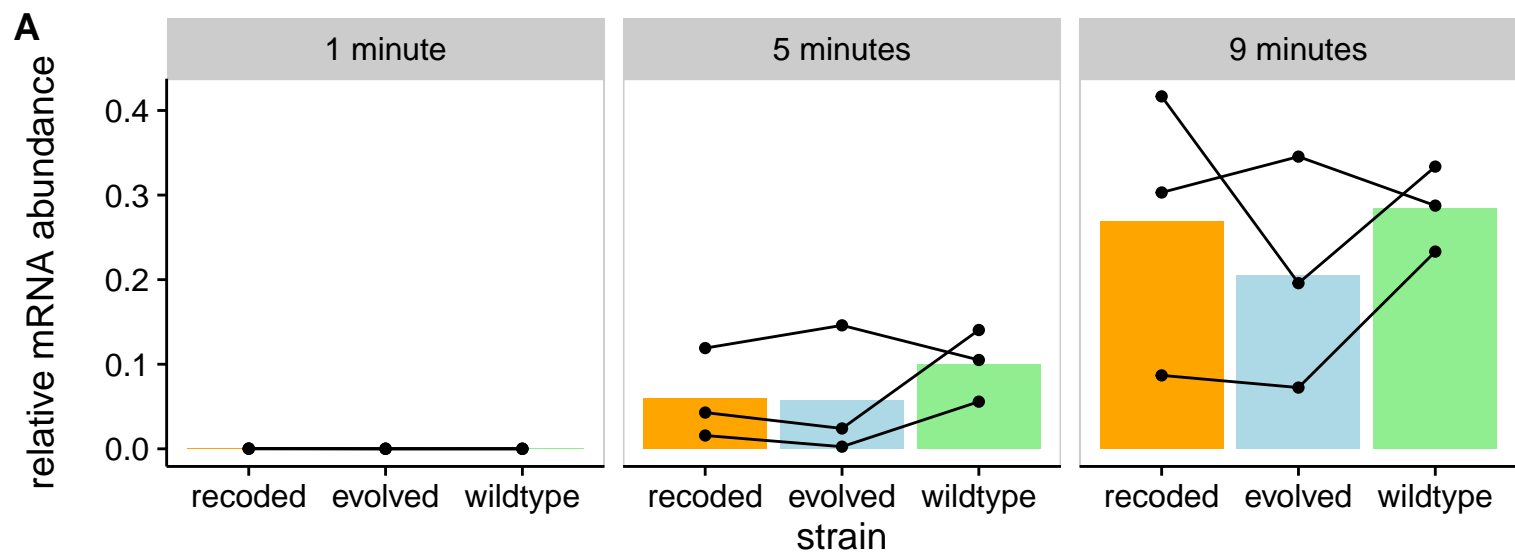 A
1 minute 5 minutes 9 minutes
relative mRNA abundance
0.4
0.3
0.2
0.1
0.0
recoded evolved wildtype recoded evolved wildtype recoded evolved wildtype
strain